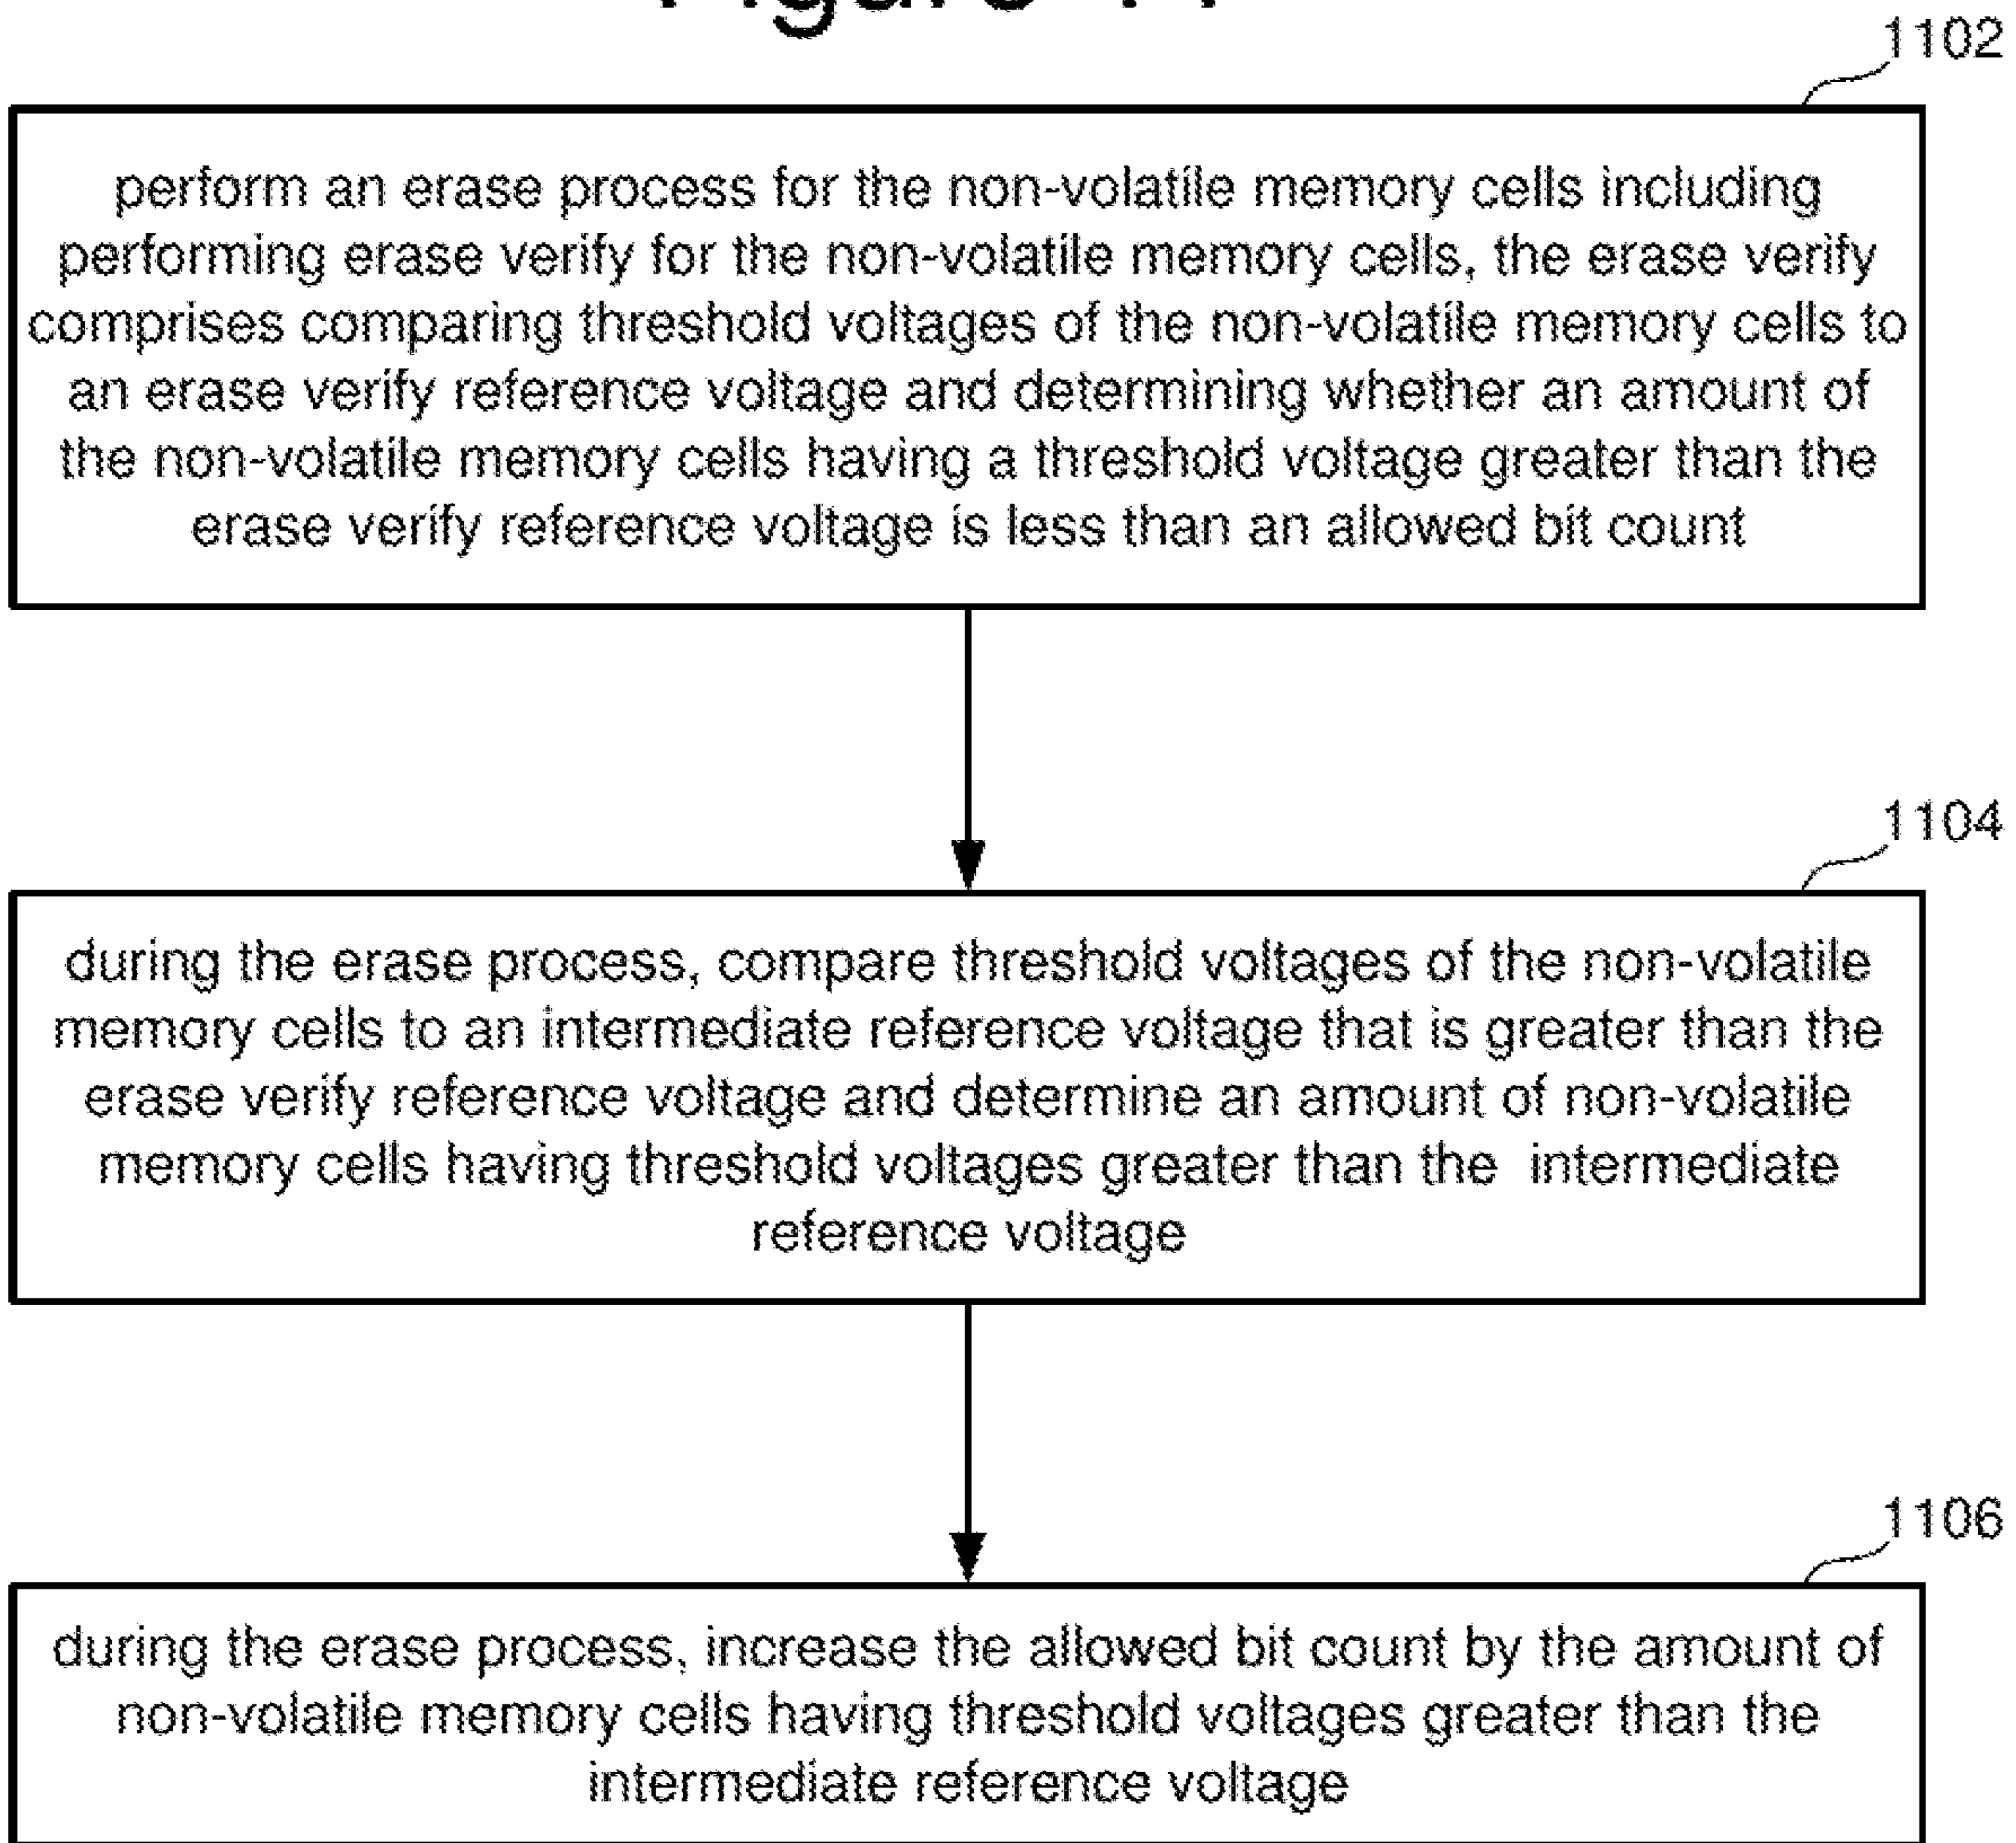 Figure 11
1102
perform an erase process for the non-volatile memory cells including
performing erase verify for the non-volatile memory cells, the erase verify
comprises comparing threshold voltages of the non-volatile memory cells to
an erase verify reference voltage and determining whether an amount of
the non-volatile memory cells having a threshold voltage greater than the
erase verify reference voltage is less than an allowed bit count
1104
during the erase process, compare threshold voltages of the non-volatile
memory cells to an intermediate reference voltage that is greater than the
erase verify reference voltage and determine an amount of non-volatile
memory cells having threshold voltages greater than the intermediate
reference voltage
1106
during the erase process, increase the allowed bit count by the amount of
non-volatile memory cells having threshold voltages greater than the
intermediate reference voltage